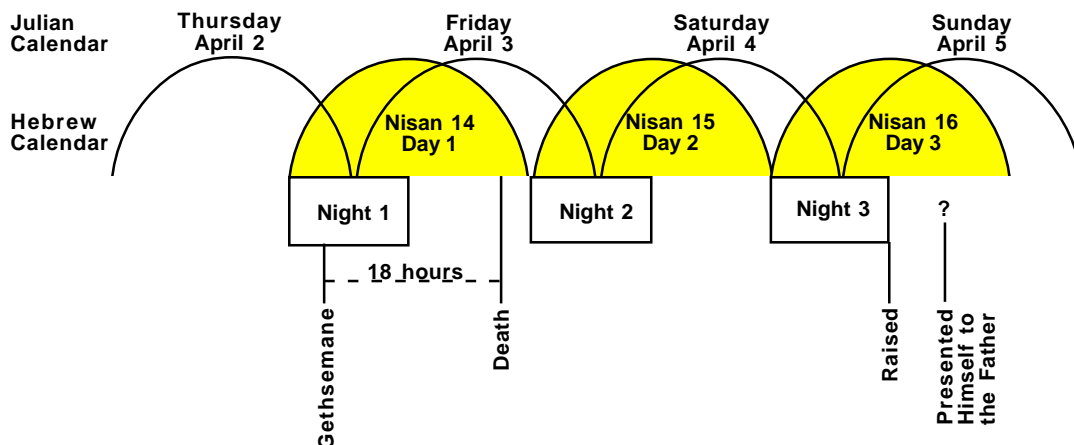 Julian
Calendar
Thursday
April 2
Friday
April 3
Saturday
April 4
Sunday
April 5
Hebrew
Calendar
Nisan 14
Day 1
Nisan 15
Day 2
Nisan 16
Day 3
Night 1
Night 2
Night 3
?
18 hours
Gethsemane
Death
Raised
Presented
Himself to
the Father